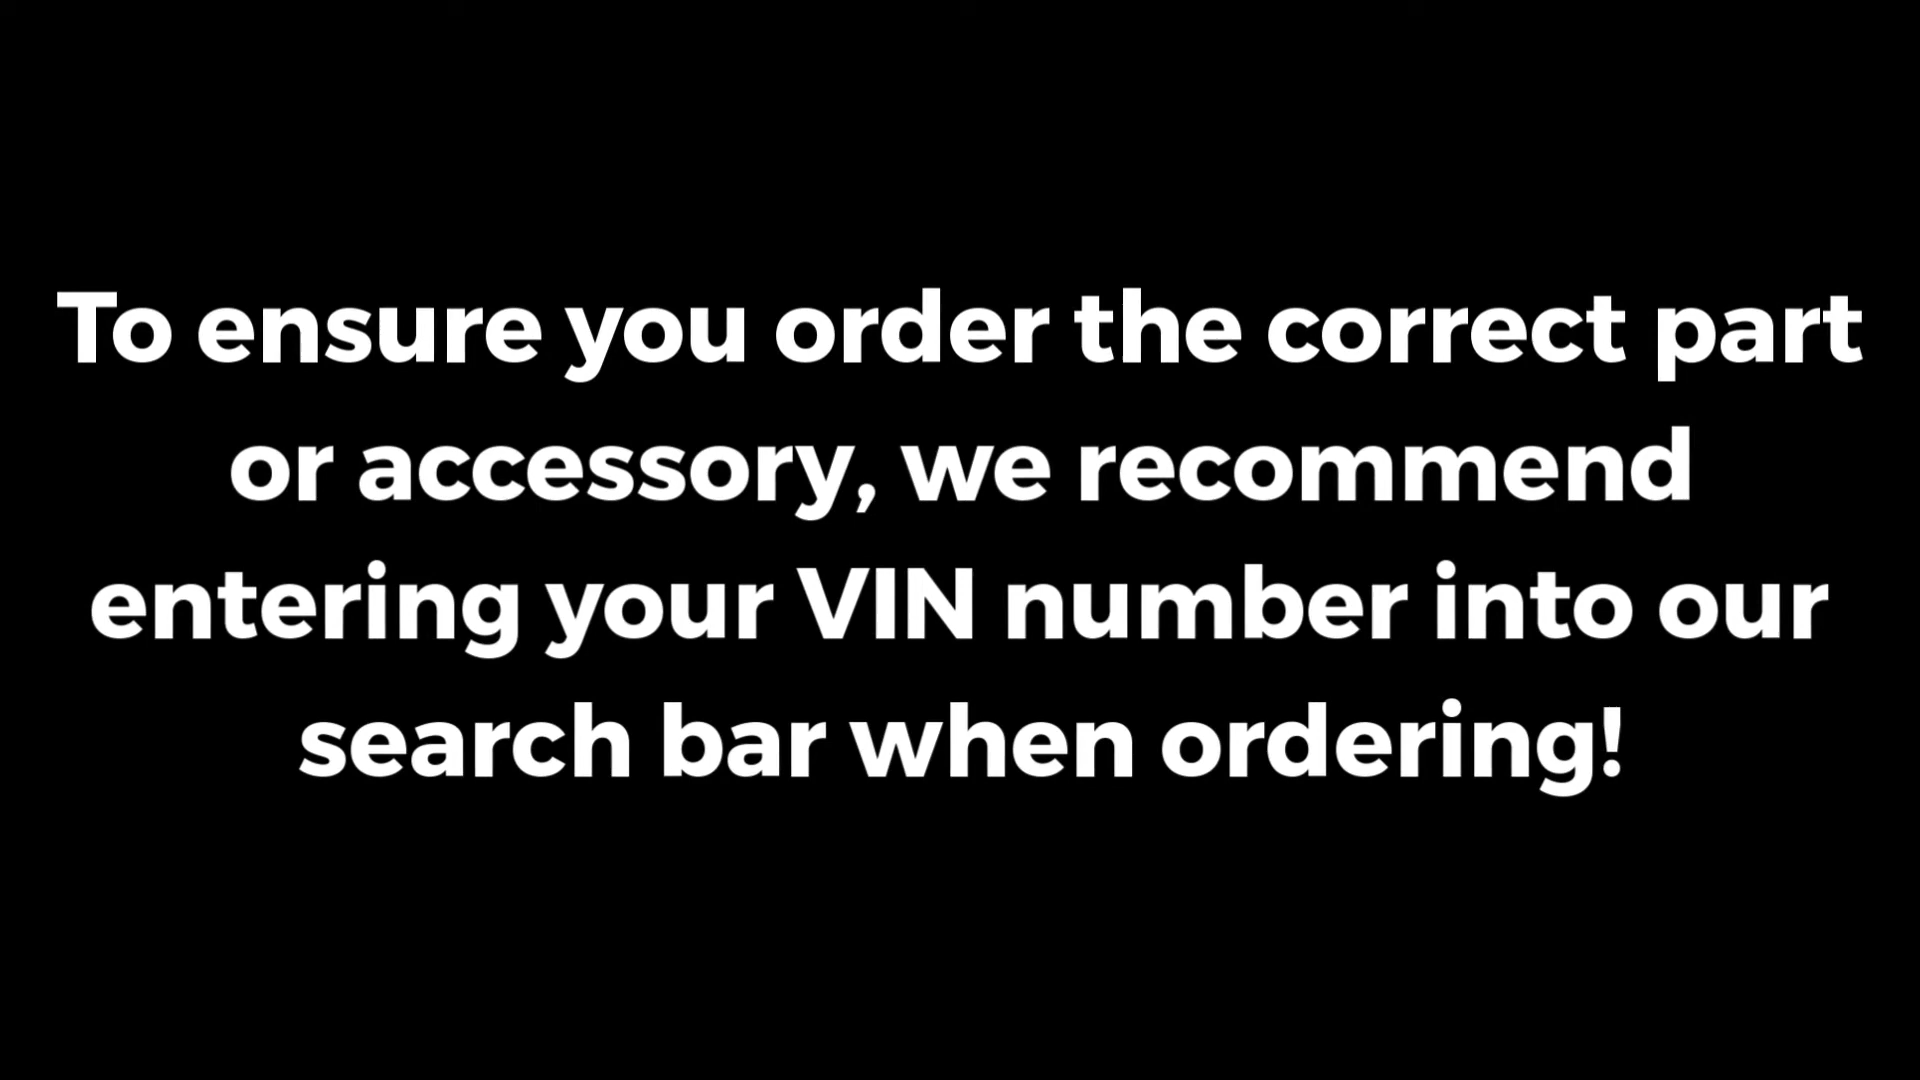 To ensure you order the correct part
or accessory, we recommend
entering your VIN number into our
search bar when ordering!